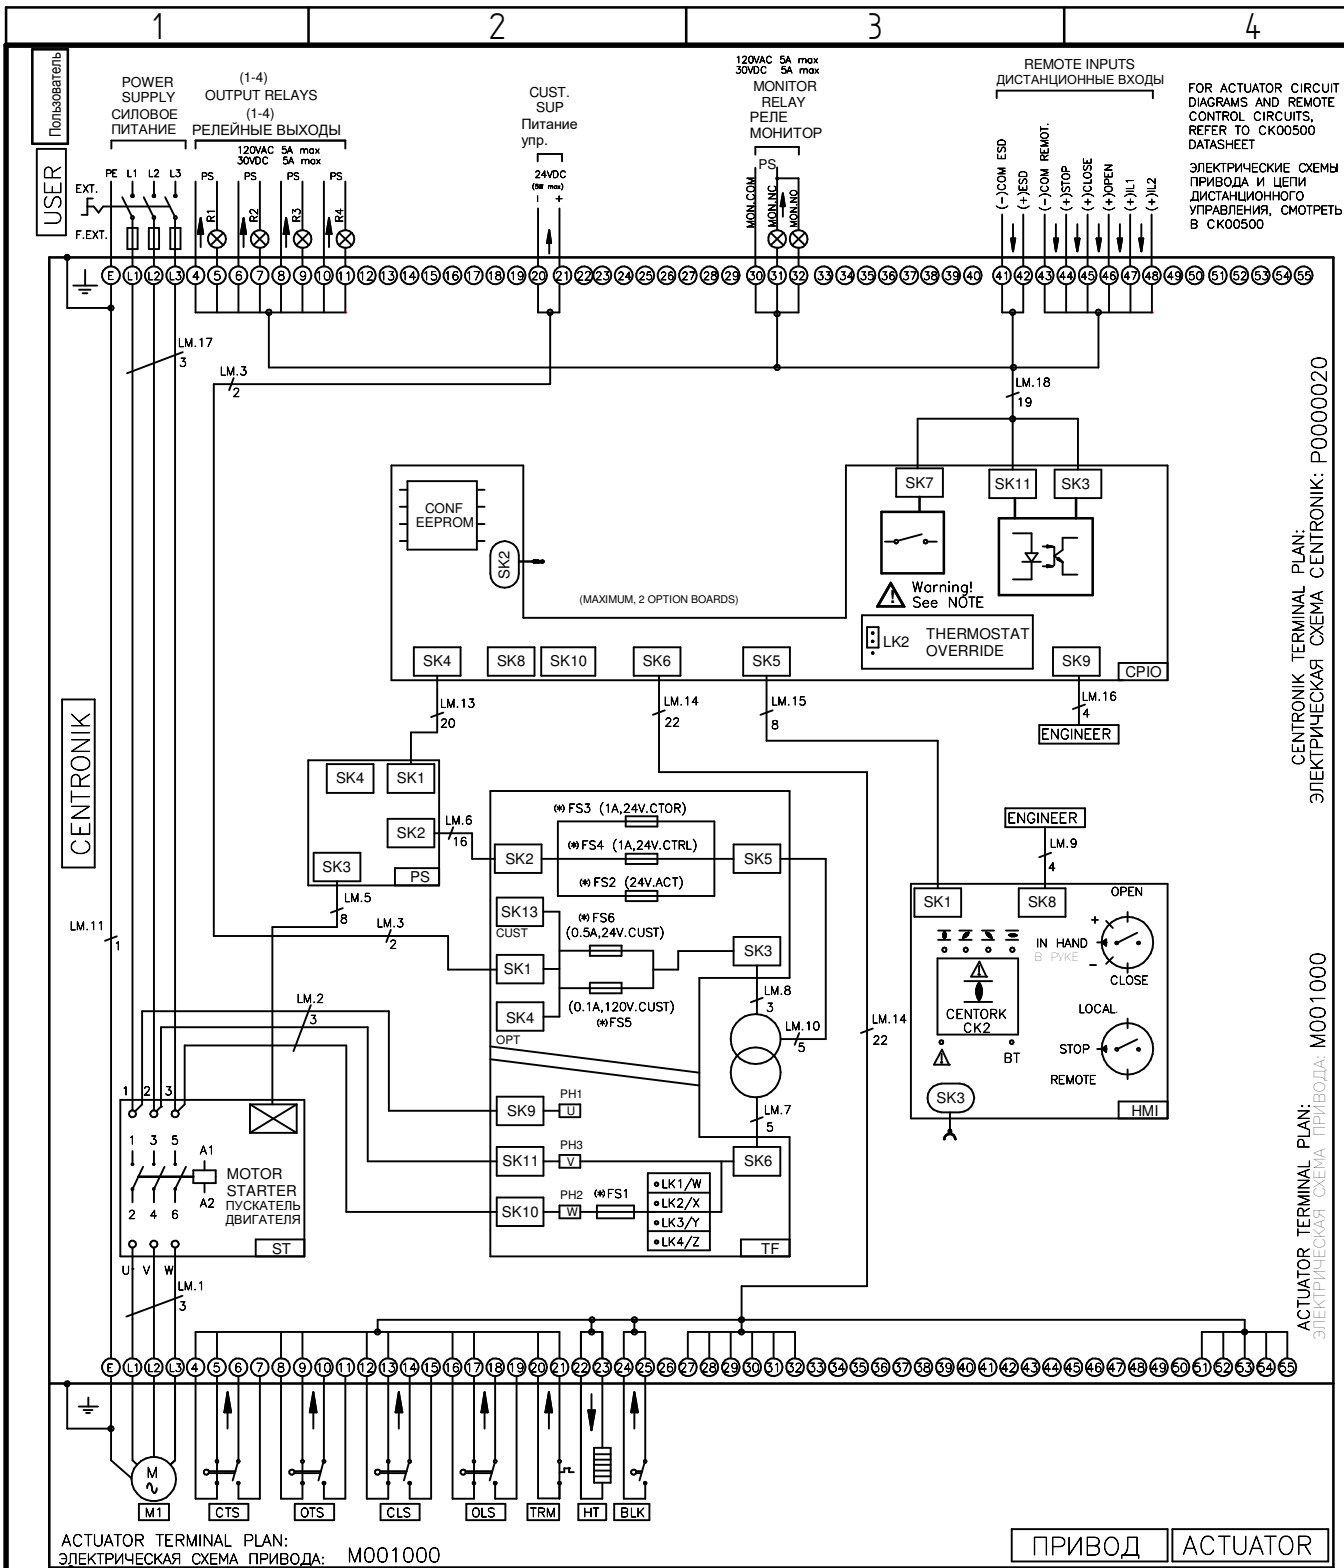 1 2 3 4
Пользователь
USER
POWER
SUPPLY
СИЛОВОЕ
ПИТАНИЕ
(1-4)
OUTPUT RELAYS
(1-4)
РЕЛЕЙНЫЕ ВЫХОДЫ
120VAC 5A max
30VDC 5A max
CUST.
SUP
Питание
упр.
24VDC
(6W max)
- +
120VAC 5A max
30VDC 5A max
MONITOR
RELAY
РЕЛЕ
МОНИТОР
REMOTE INPUTS
ДИСТАНЦИОННЫЕ ВХОДЫ
FOR ACTUATOR CIRCUIT
DIAGRAMS AND REMOTE
CONTROL CIRCUITS,
REFER TO CK00500
DATASHEET
ЭЛЕКТРИЧЕСКИЕ СХЕМЫ
ПРИВОДА И ЦЕПИ
ДИСТАНЦИОННОГО
УПРАВЛЕНИЯ, СМОТРЕТЬ
В CK00500
PE L1 L2 L3
EXT.
F.EXT.
PS PS PS PS
R1 R2 R3 R4
PS
MON.COM
MON.NC
MON.NO
(-)COM ESD
(+)ESD
(-)COM REMOT.
(+)STOP
(+)CLOSE
(+)OPEN
(+)IL1
(+)IL2
E L1 L2 L3 4 5 6 7 8 9 10 11 12 13 14 15 16 17 18 19 20 21 22 23 24 25 26 27 28 29 30 31 32 33 34 35 36 37 38 39 40 41 42 43 44 45 46 47 48 49 50 51 52 53 54 55
LM.17
3
LM.3
2
LM.18
19
CENTRONIK TERMINAL PLAN:
ЭЛЕКТРИЧЕСКАЯ СХЕМА CENTRONIK: P0000020
CONF
EEPROM
SK2
SK7 SK11 SK3
Warning!
See NOTE
(MAXIMUM, 2 OPTION BOARDS)
LK2 THERMOSTAT
OVERRIDE
SK4 SK8 SK10 SK6 SK5 SK9
CPIO
LM.13
20
LM.14
22
LM.15
8
LM.16
4
ENGINEER
CENTRONIK
SK4 SK1
SK2
SK3
PS
LM.6
16
LM.5
8
LM.3
2
LM.11
1
LM.2
3
(*)FS3 (1A,24V.CTOR)
(*)FS4 (1A,24V.CTRL)
(*)FS2 (24V.ACT)
SK2 SK5
SK13
CUST
(*)FS6
(0.5A,24V.CUST)
SK1 SK3
(0.1A,120V.CUST)
(*)FS5
SK4
OPT
LM.8
3
LM.10
5
LM.7
5
LM.14
22
SK9 PH1
U
SK11 PH3
V
SK6
SK10 PH2
W
(*)FS1
LK1/W
LK2/X
LK3/Y
LK4/Z
TF
ENGINEER
LM.9
4
SK1 SK8
OPEN
+
IN HAND
В РУКЕ
-
CLOSE
CENTORK
CK2
BT
LOCAL
STOP
REMOTE
SK3
HMI
1 2 3
1 3 5
A1
A2
2 4 6
MOTOR
STARTER
ПУСКАТЕЛЬ
ДВИГАТЕЛЯ
ST
U V W
LM.1
3
ACTUATOR TERMINAL PLAN:
ЭЛЕКТРИЧЕСКАЯ СХЕМА ПРИВОДА: M001000
E L1 L2 L3 4 5 6 7 8 9 10 11 12 13 14 15 16 17 18 19 20 21 22 23 24 25 26 27 28 29 30 31 32 33 34 35 36 37 38 39 40 41 42 43 44 45 46 47 48 49 50 51 52 53 54 55
M
M1 CTS OTS CLS OLS TRM HT BLK
ACTUATOR TERMINAL PLAN:
ЭЛЕКТРИЧЕСКАЯ СХЕМА ПРИВОДА: M001000
ПРИВОД ACTUATOR